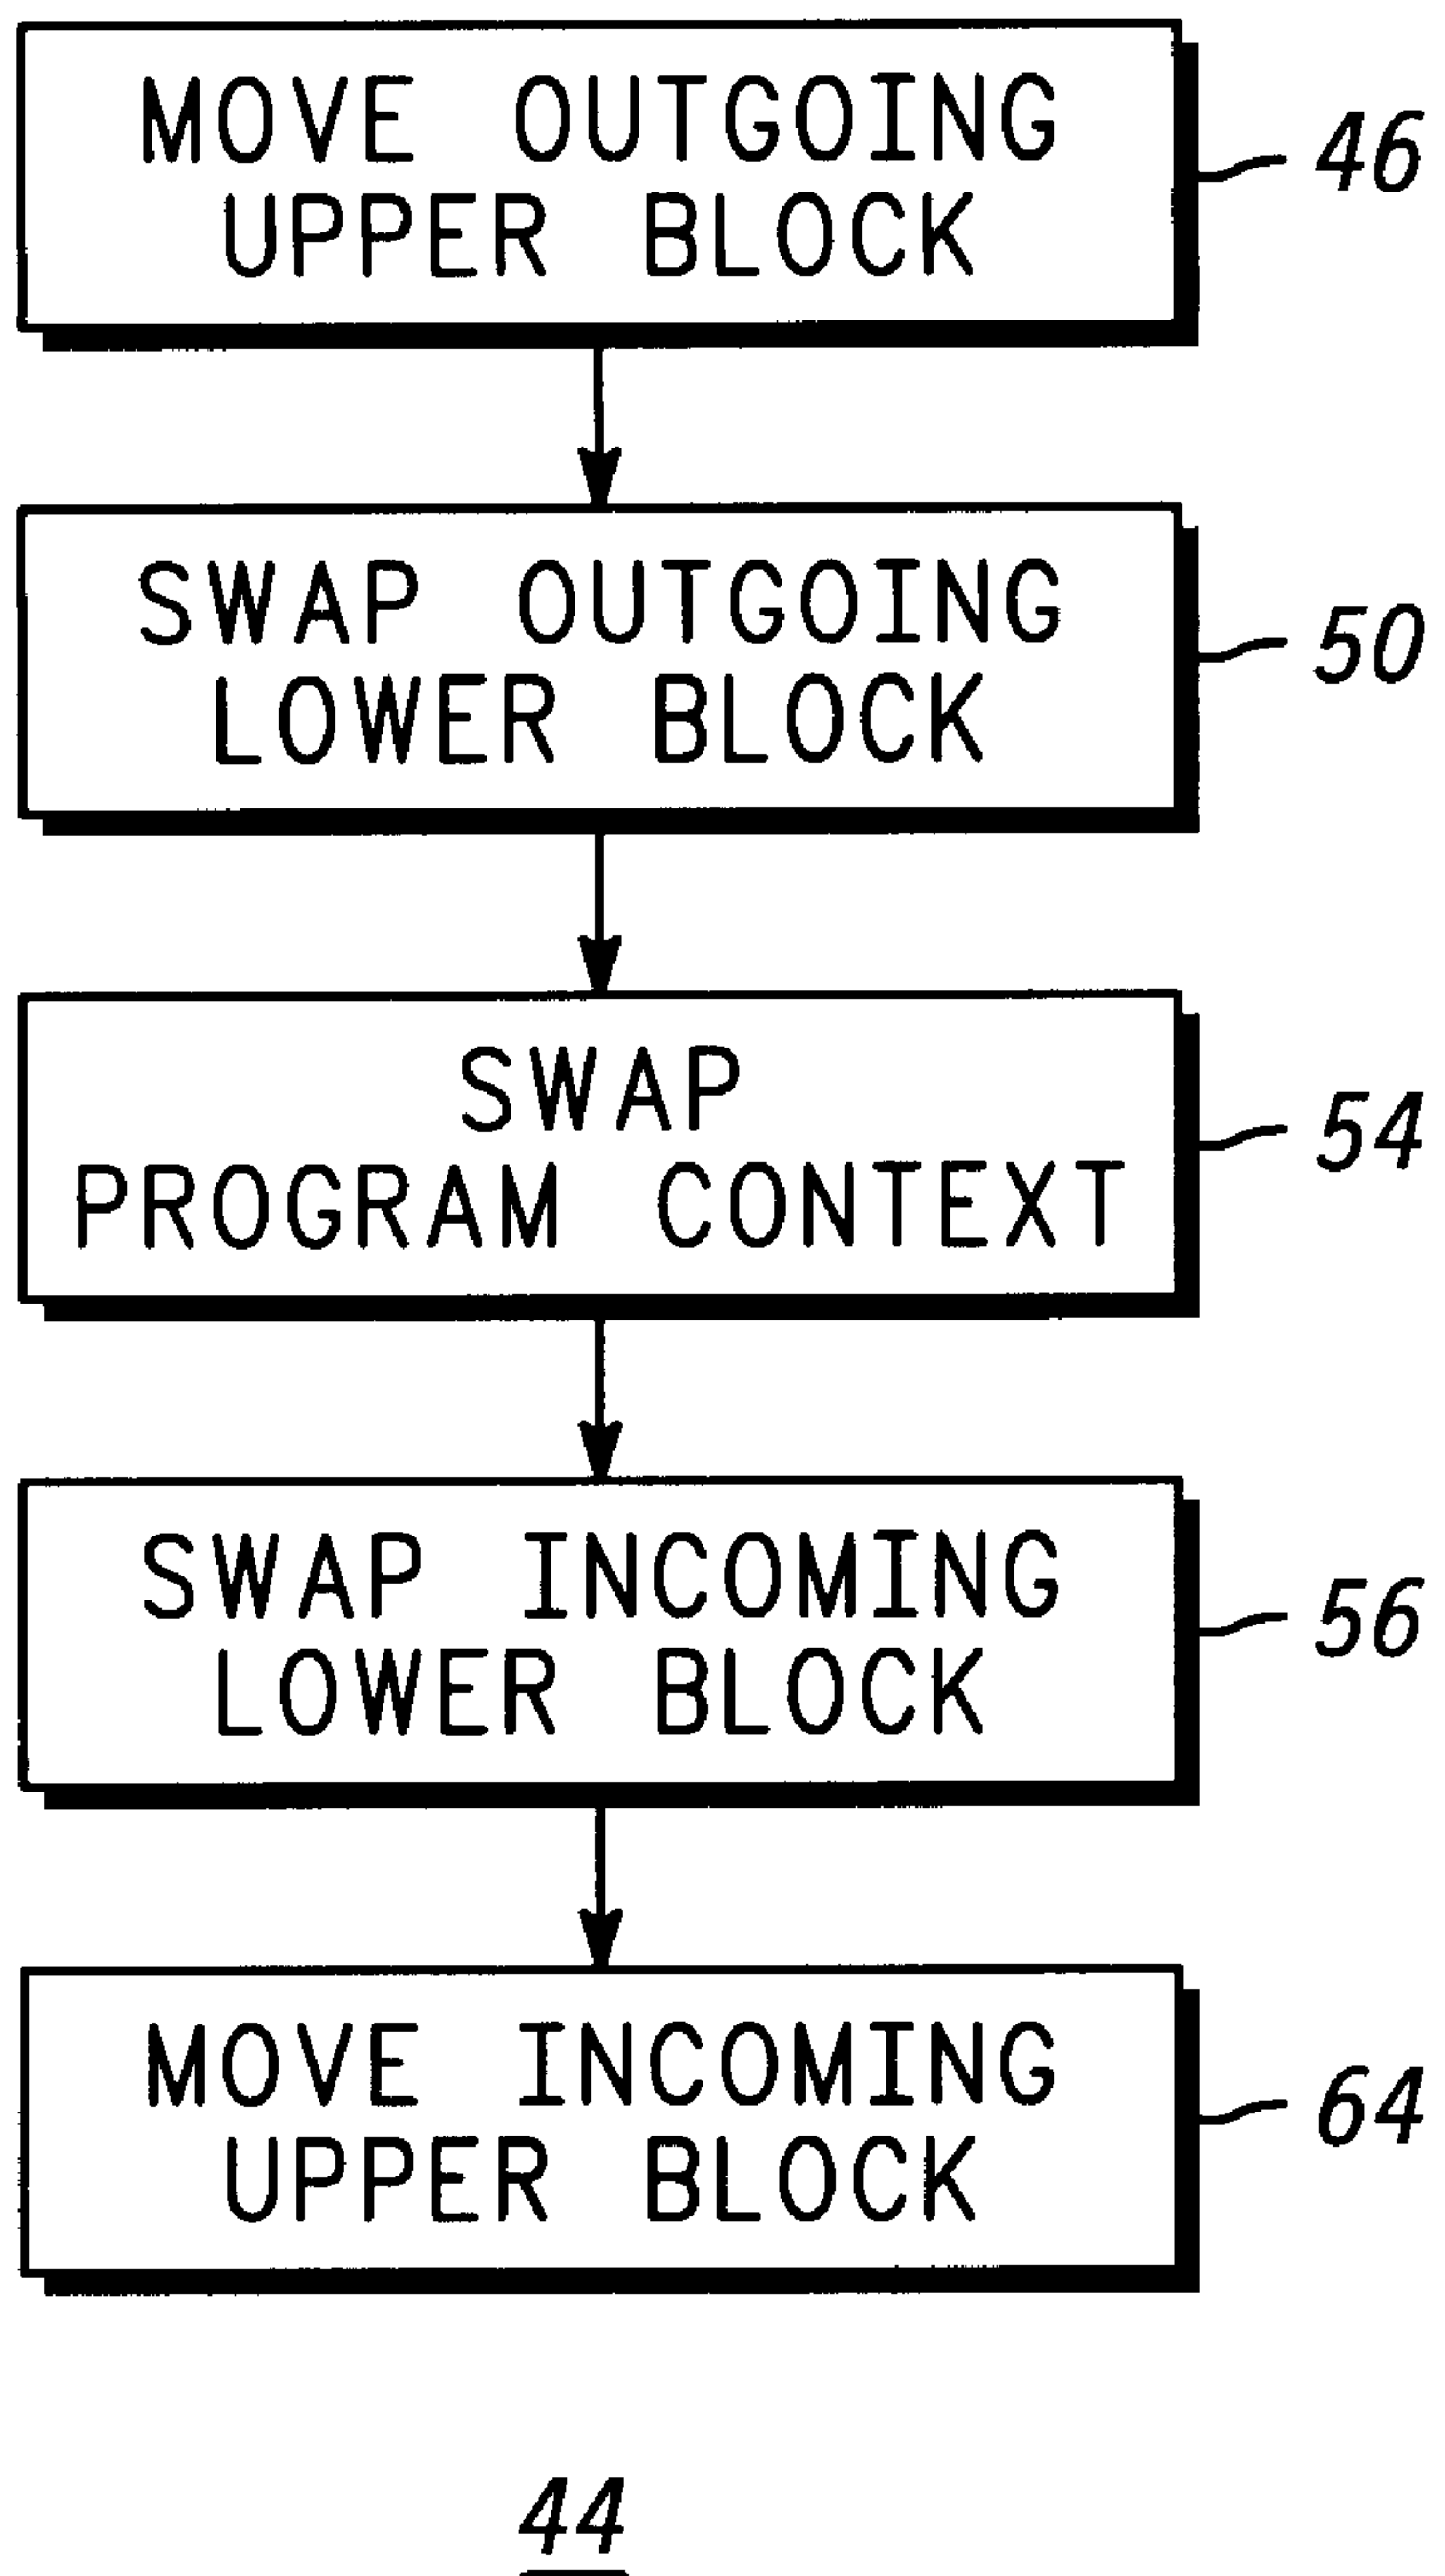 MOVE OUTGOING
UPPER BLOCK
46
SWAP OUTGOING
LOWER BLOCK
50
SWAP
PROGRAM CONTEXT
54
SWAP INCOMING
LOWER BLOCK
56
MOVE INCOMING
UPPER BLOCK
64
44